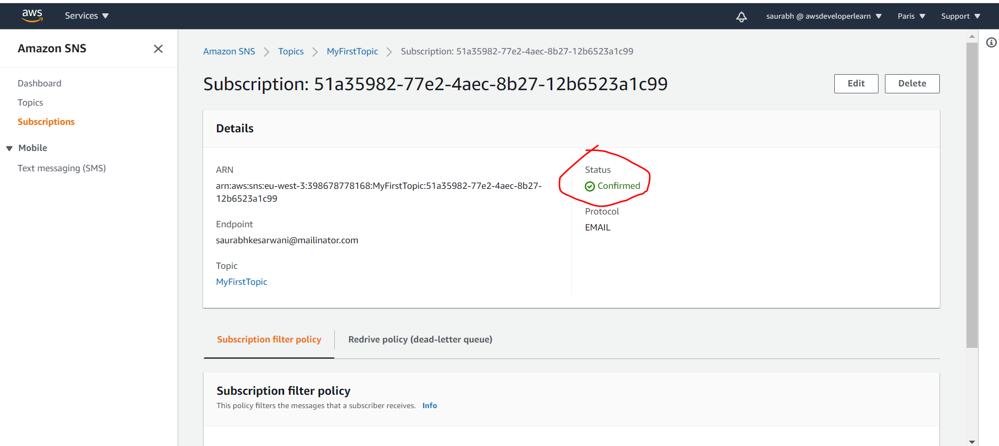 aws
Services
saurabh @ awsdeveloperlearn
Paris
Support
Amazon SNS
Dashboard
Topics
Subscriptions
Mobile
Text messaging (SMS)
Amazon SNS
Topics
MyFirstTopic
Subscription: 51a35982-77e2-4aec-8b27-12b6523a1c99
Subscription: 51a35982-77e2-4aec-8b27-12b6523a1c99
Edit
Delete
Details
ARN
arn:aws:sns:eu-west-3:398678778168:MyFirstTopic:51a35982-77e2-4aec-8b27-
12b6523a1c99
Endpoint
saurabhkesarwani@mailinator.com
Topic
MyFirstTopic
Status
Confirmed
Protocol
EMAIL
Subscription filter policy
Redrive policy (dead-letter queue)
Subscription filter policy
This policy filters the messages that a subscriber receives. Info